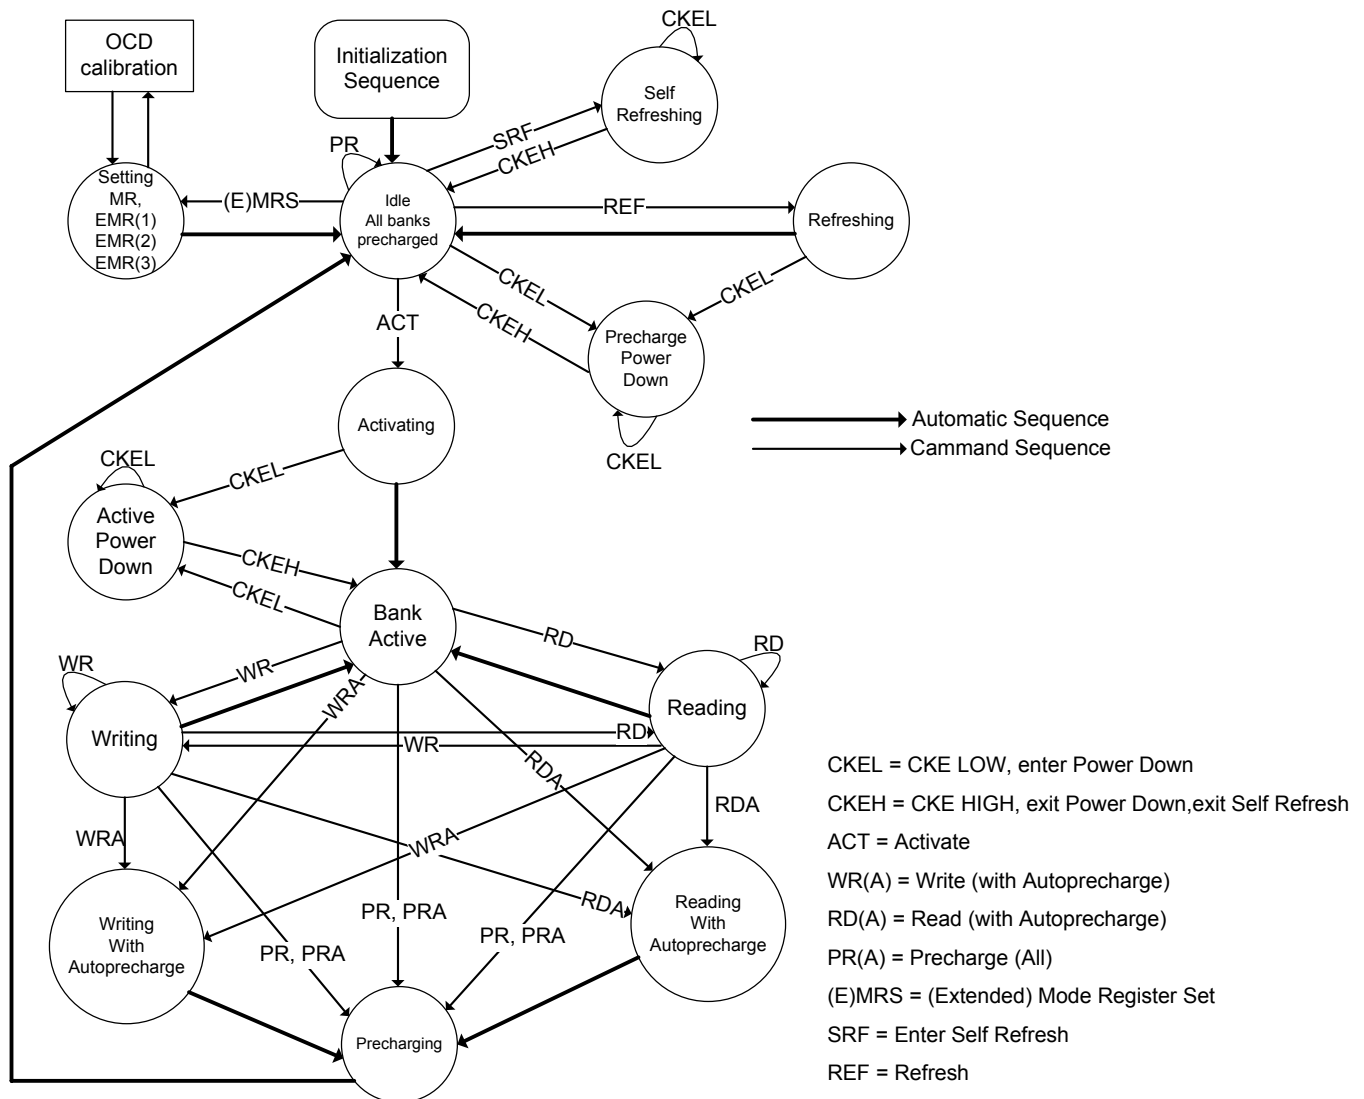 OCD
calibration
Initialization
Sequence
CKEL
Self
Refreshing
SRF
CKEH
PR
Setting
MR,
EMR(1)
EMR(2)
EMR(3)
(E)MRS
Idle
All banks
precharged
REF
Refreshing
CKEL
CKEH
CKEL
ACT
Precharge
Power
Down
CKEL
Activating
Automatic Sequence
Cammand Sequence
CKEL
CKEL
Active
Power
Down
CKEH
CKEL
Bank
Active
RD
RD
WR
WR
WRA
Reading
Writing
RD
WR
RDA
RDA
WRA
WRA
RDA
PR, PRA
PR, PRA
PR, PRA
Writing
With
Autoprecharge
Reading
With
Autoprecharge
Precharging
CKEL = CKE LOW, enter Power Down
CKEH = CKE HIGH, exit Power Down,exit Self Refresh
ACT = Activate
WR(A) = Write (with Autoprecharge)
RD(A) = Read (with Autoprecharge)
PR(A) = Precharge (All)
(E)MRS = (Extended) Mode Register Set
SRF = Enter Self Refresh
REF = Refresh